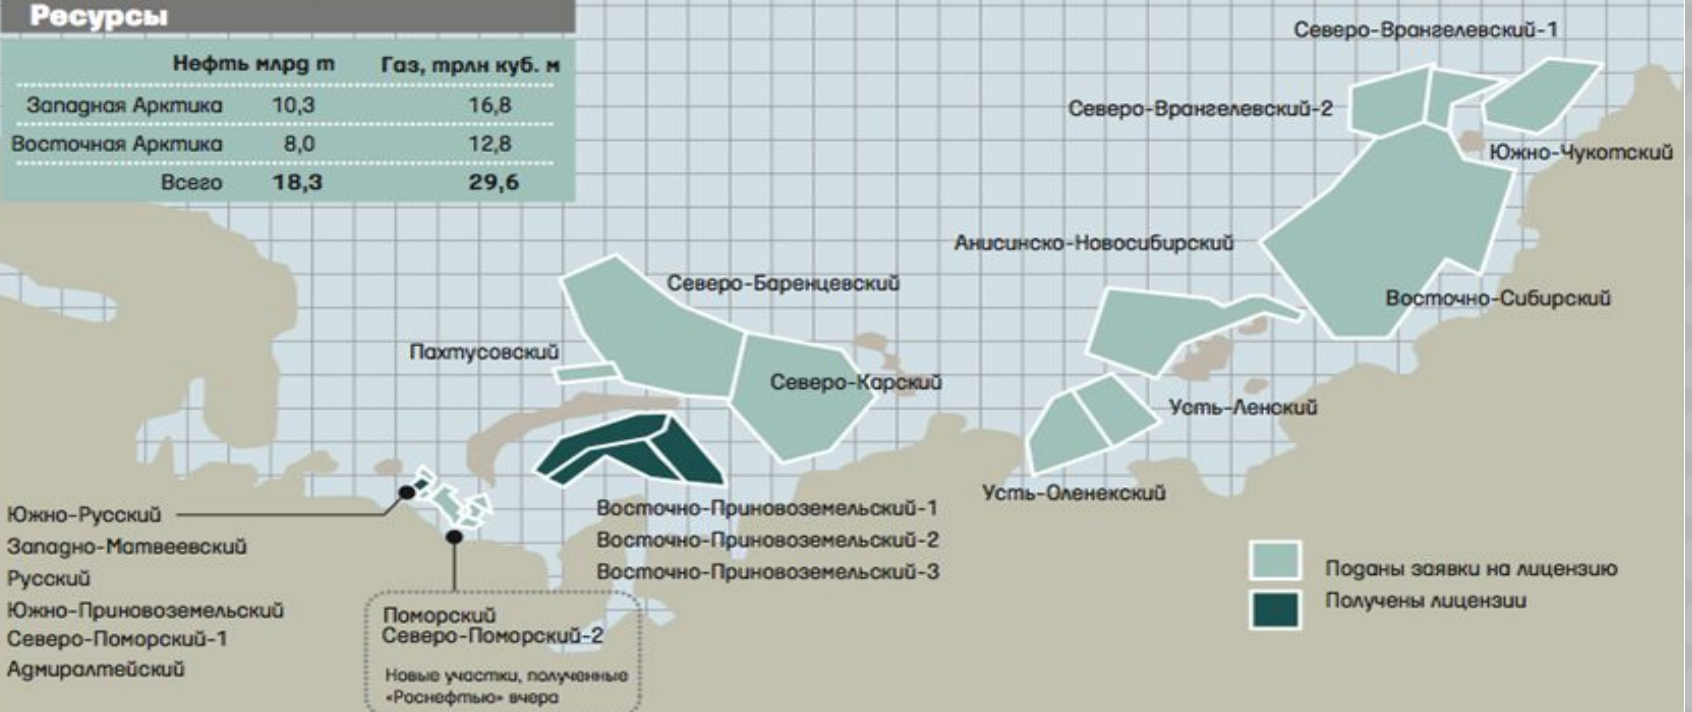 Ресурсы
Нефть млрд т Газ, трлн куб. м
Западная Арктика 10,3 16,8
Восточная Арктика 8,0 12,8
Всего 18,3 29,6
Северо-Врангелевский-1
Северо-Врангелевский-2
Южно-Чукотский
Анисинско-Новосибирский
Северо-Баренцевский
Восточно-Сибирский
Пахтусовский
Северо-Карский
Усть-Ленский
Усть-Оленекский
Восточно-Приновоземельский-1
Восточно-Приновоземельский-2
Восточно-Приновоземельский-3
Южно-Русский
Западно-Матвеевский
Русский
Южно-Приновоземельский
Северо-Поморский-1
Адмиралтейский
Поморский
Северо-Поморский-2
Новые участки, полученные
«Роснефтью» вчера
Поданы заявки на лицензию
Получены лицензии